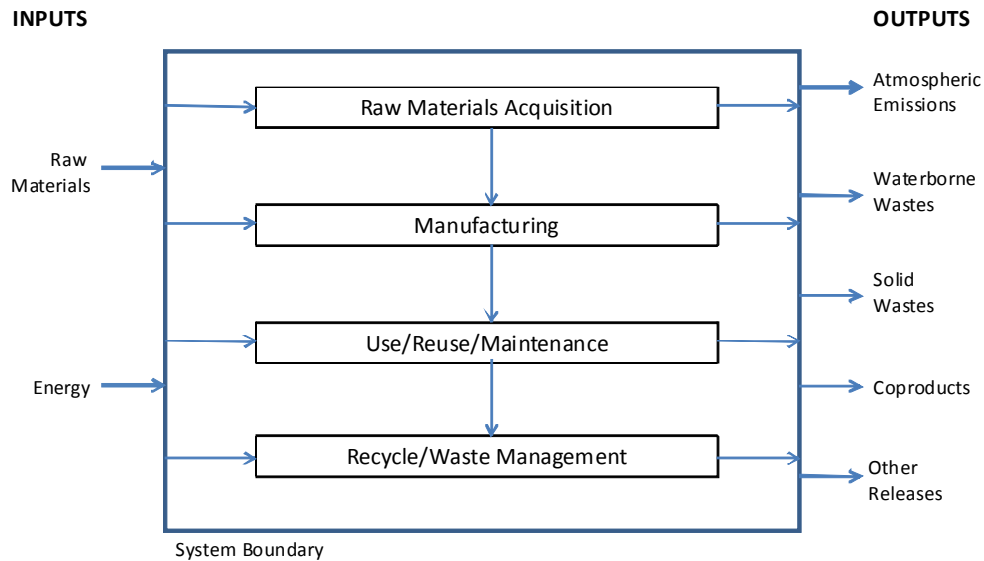 INPUTS
OUTPUTS
Atmospheric
Emissions
Raw Materials Acquisition
Raw
Materials
Waterborne
Wastes
Manufacturing
Solid
Wastes
Use/Reuse/Maintenance
Energy
Coproducts
Recycle/Waste Management
Other
Releases
System Boundary